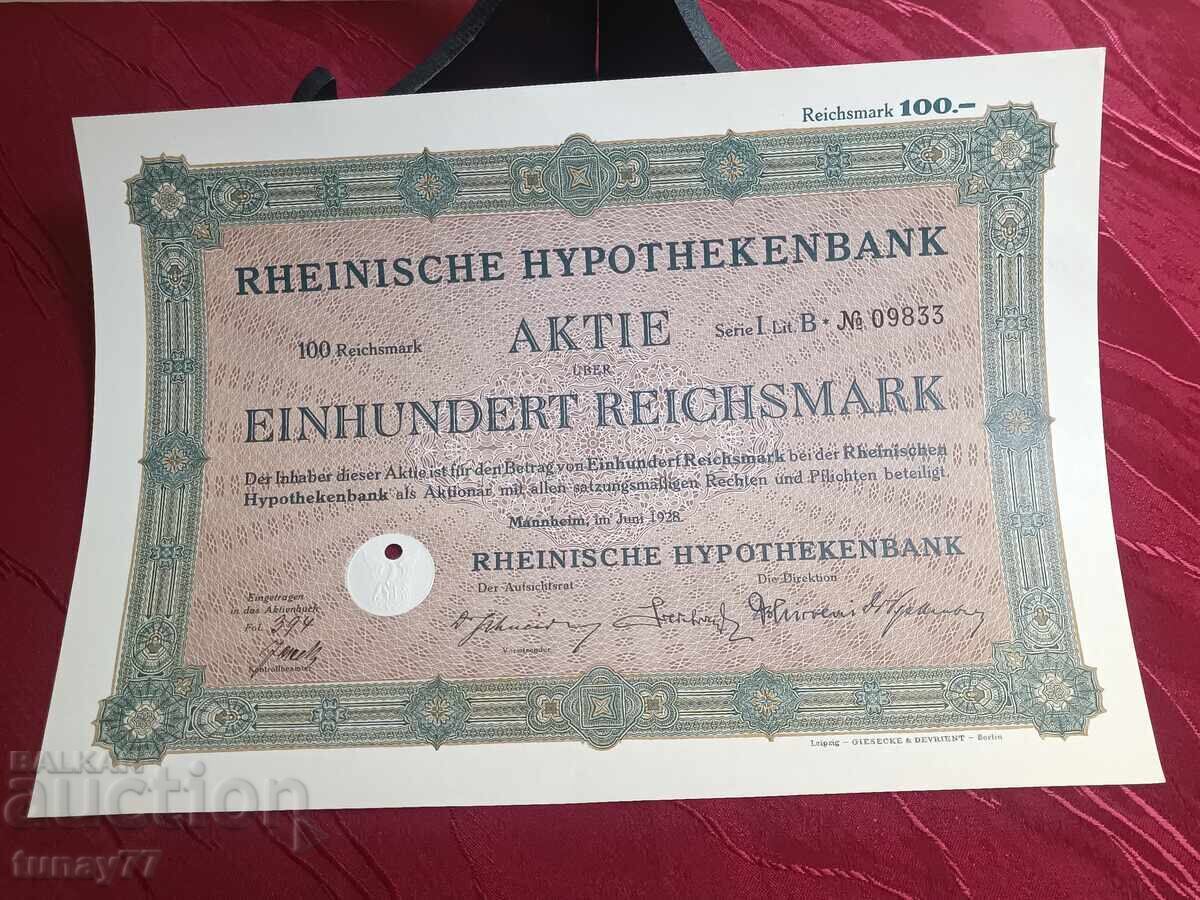 Reichsmark 100.–
RHEINISCHE HYPOTHEKENBANK
100 Reichsmark AKTIE Serie I Lit. B * № 09833
ÜBER
EINHUNDERT REICHSMARK
Der Inhaber dieser Aktie ist für den Betrag von Einhundert Reichsmark bei der Rheinischen
Hypothekenbank als Aktionär mit allen satzungsmäßigen Rechten und Pflichten beteiligt.
Mannheim, im Juni 1928
RHEINISCHE HYPOTHEKENBANK
Der Aufsichtsrat Die Direktion
Vorsitzender
Eingetragen
in das Aktienbuch
Fol. 394
Kontrollbeamter
Leipzig – GIESECKE & DEVRIENT – Berlin
BALKAN
auction
tunay77